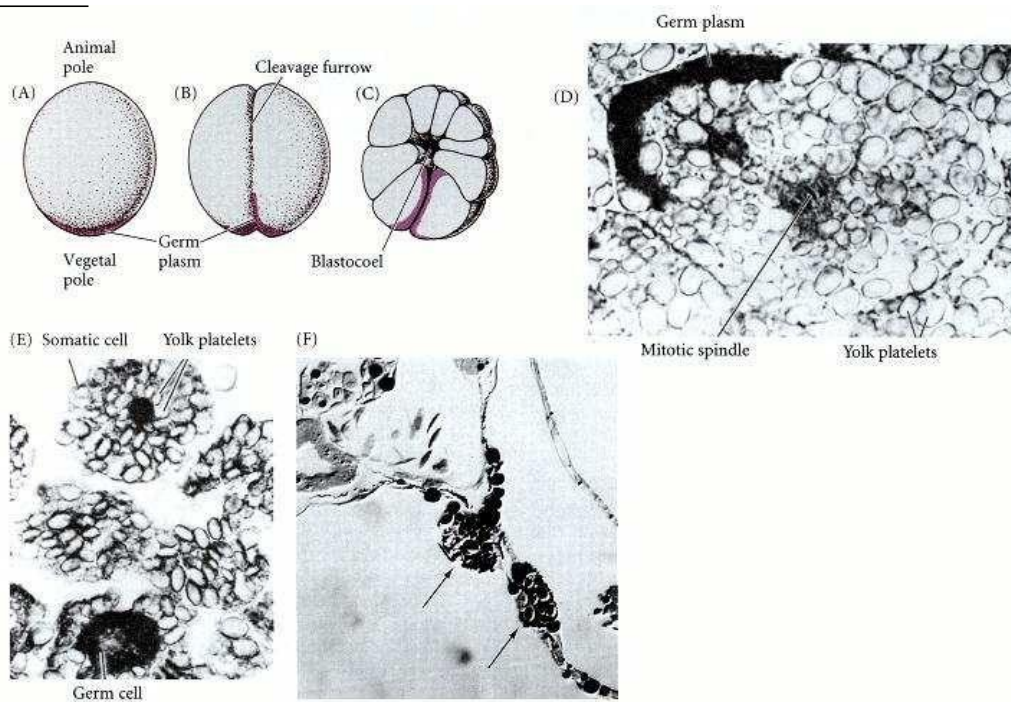 Germ plasm
Animal
pole
Cleavage furrow
(A)
(B)
(C)
(D)
Germ
plasm
Vegetal
pole
Blastocoel
Mitotic spindle
Yolk platelets
(E) Somatic cell
Yolk platelets
(F)
Germ cell